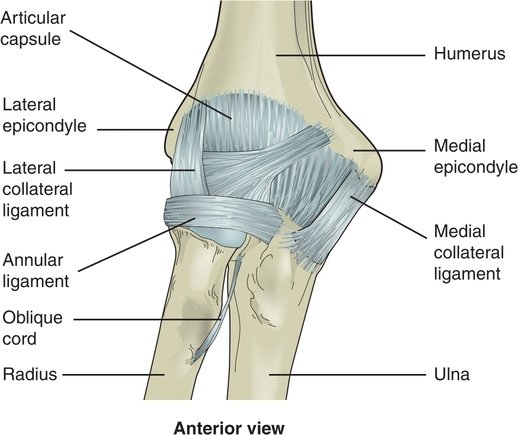 Articular
capsule
Humerus
Lateral
epicondyle
Medial
epicondyle
Lateral
collateral
ligament
Medial
collateral
ligament
Annular
ligament
Oblique
cord
Radius
Ulna
Anterior view